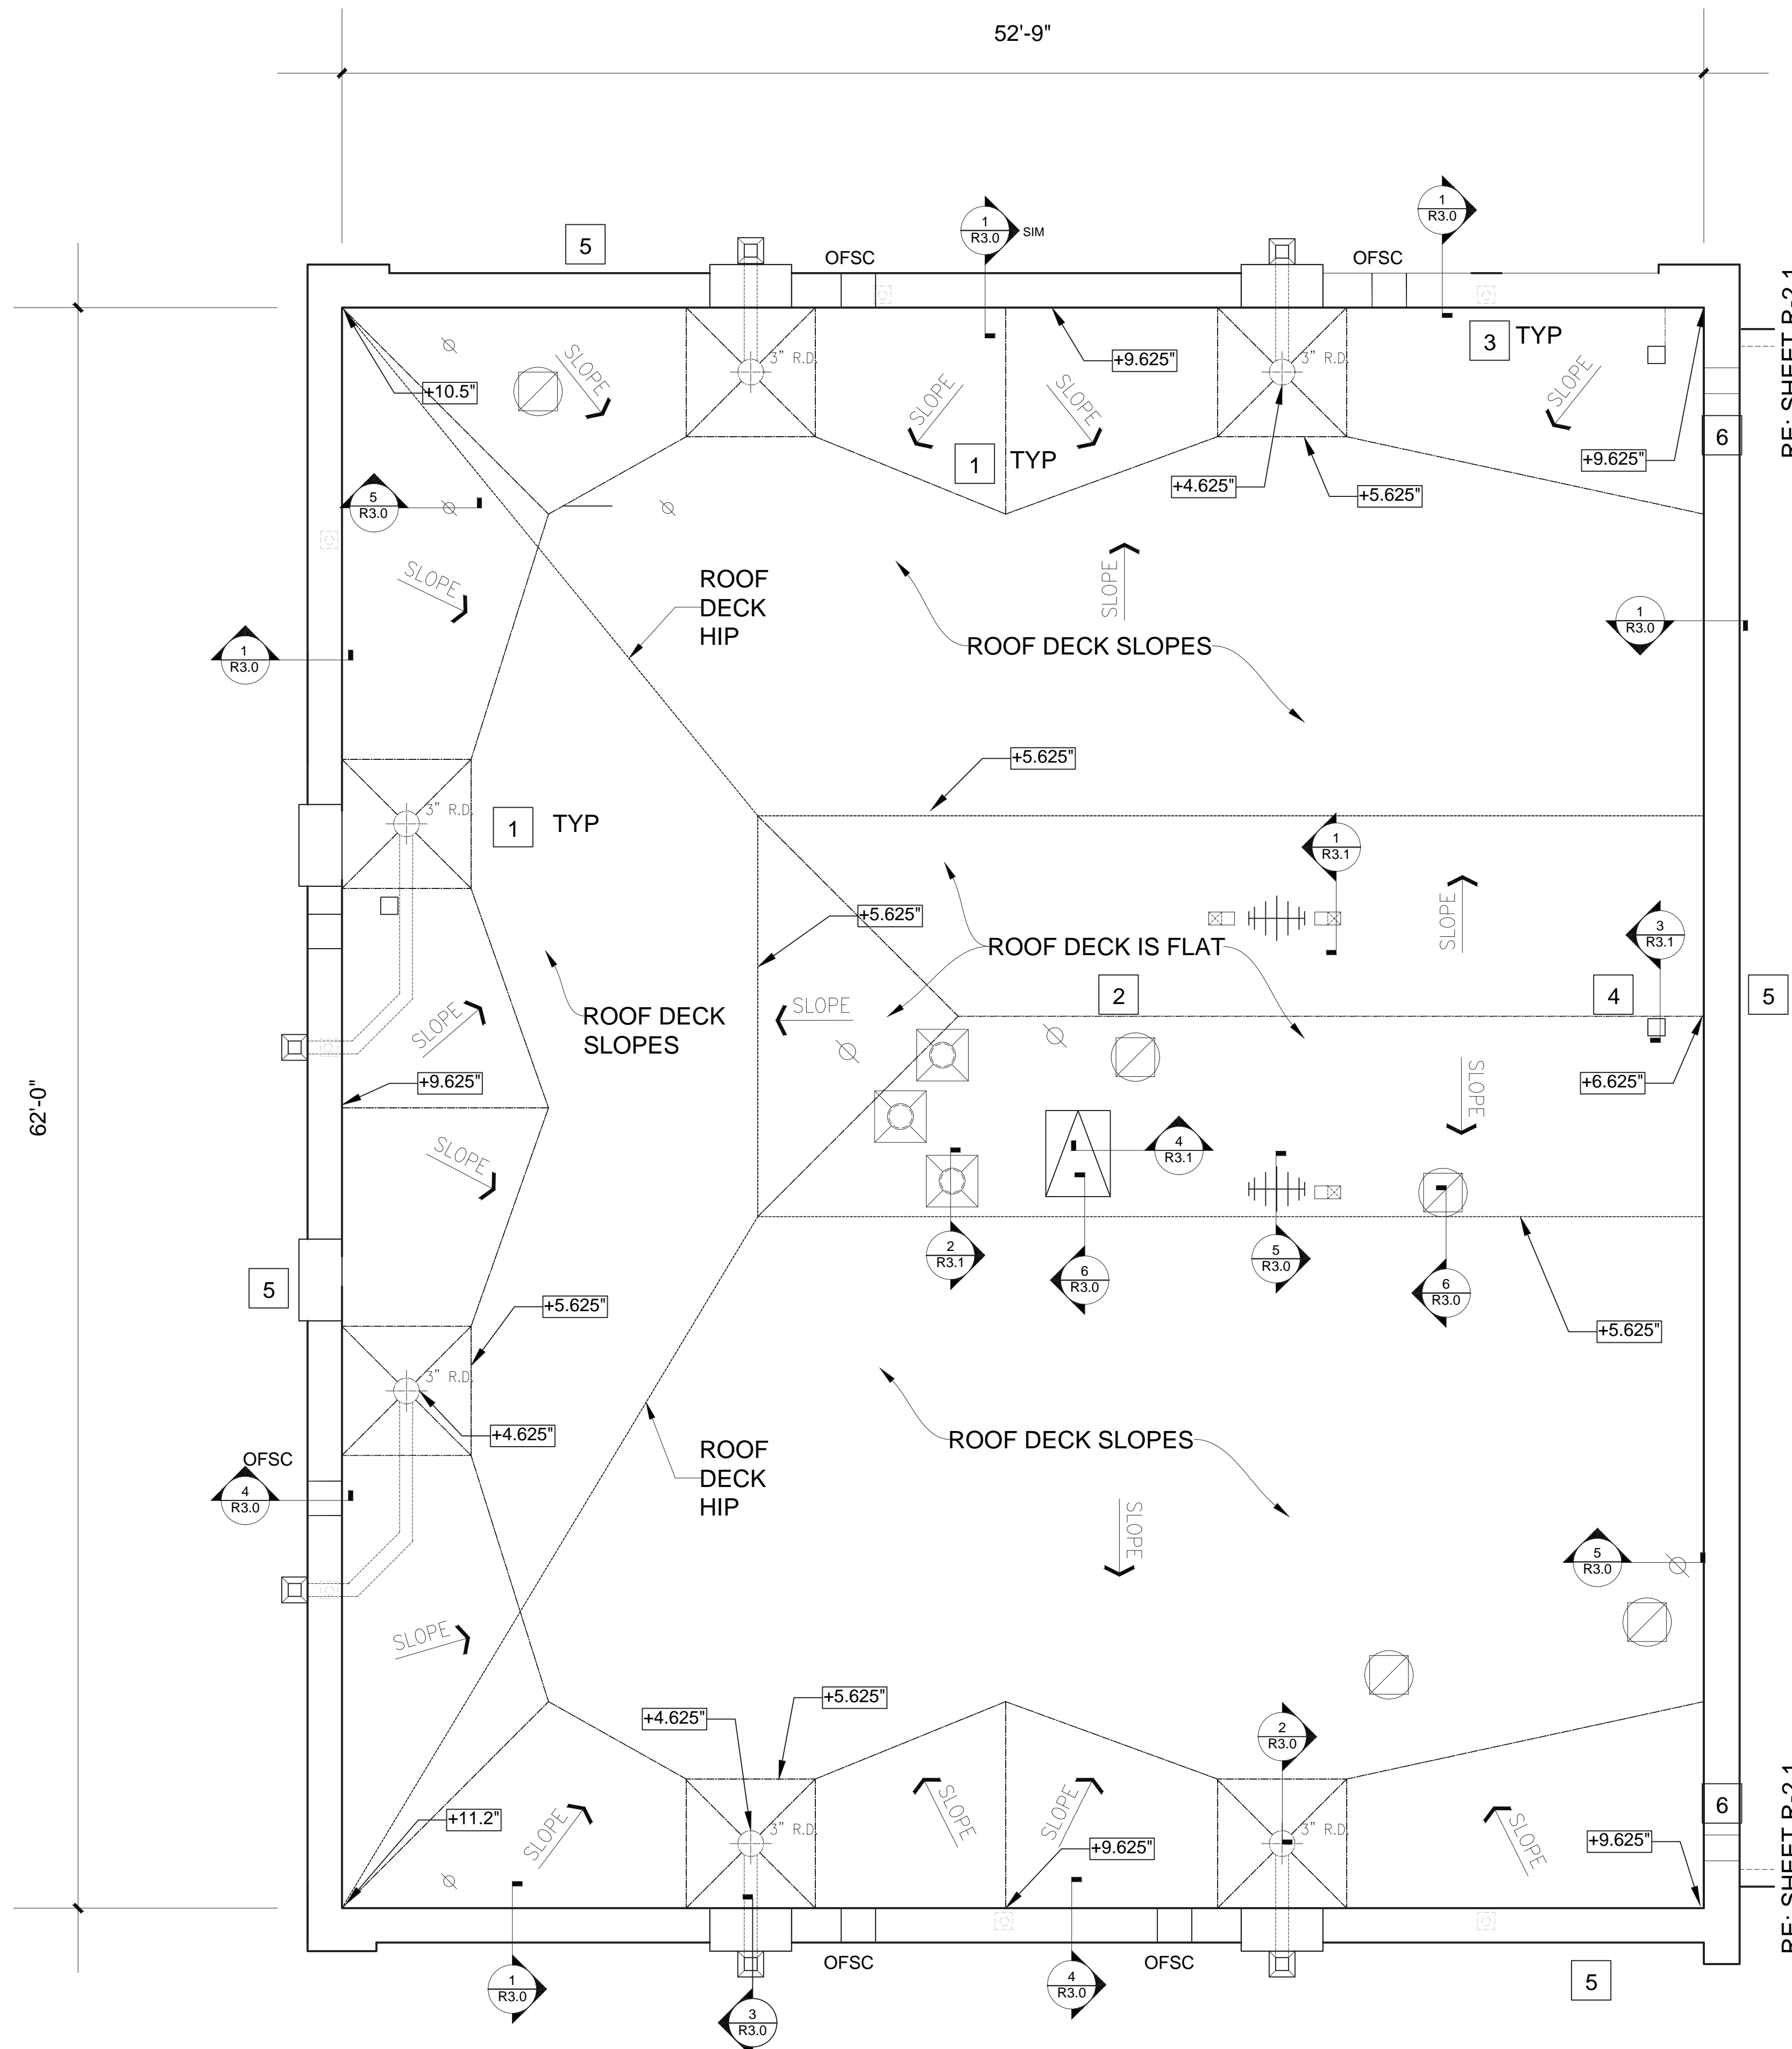 52'-9"
1
R3.0
1
R3.0
SIM
5
OFSC
OFSC
RE: SHEET R-2.1
3 TYP
3" R.D.
3" R.D.
+9.625"
SLOPE
SLOPE
SLOPE
SLOPE
+10.5"
6
1 TYP
+9.625"
+4.625"
+5.625"
5
R3.0
SLOPE
SLOPE
ROOF
DECK
HIP
1
R3.0
1
R3.0
ROOF DECK SLOPES
+5.625"
3" R.D.
1 TYP
1
R3.1
+5.625"
SLOPE
3
R3.1
ROOF DECK IS FLAT
2
4
5
SLOPE
SLOPE
ROOF DECK
SLOPES
62'-0"
+9.625"
+6.625"
SLOPE
SLOPE
4
R3.1
2
R3.1
5
R3.0
6
R3.0
6
R3.0
5
+5.625"
+5.625"
3" R.D.
+4.625"
ROOF DECK SLOPES
ROOF
DECK
HIP
OFSC
4
R3.0
SLOPE
5
R3.0
SLOPE
+5.625"
+4.625"
2
R3.0
RE: SHEET R-2.1
6
+11.2"
SLOPE
SLOPE
SLOPE
SLOPE
3" R.D.
3" R.D.
+9.625"
+9.625"
OFSC
OFSC
1
R3.0
4
R3.0
5
3
R3.0